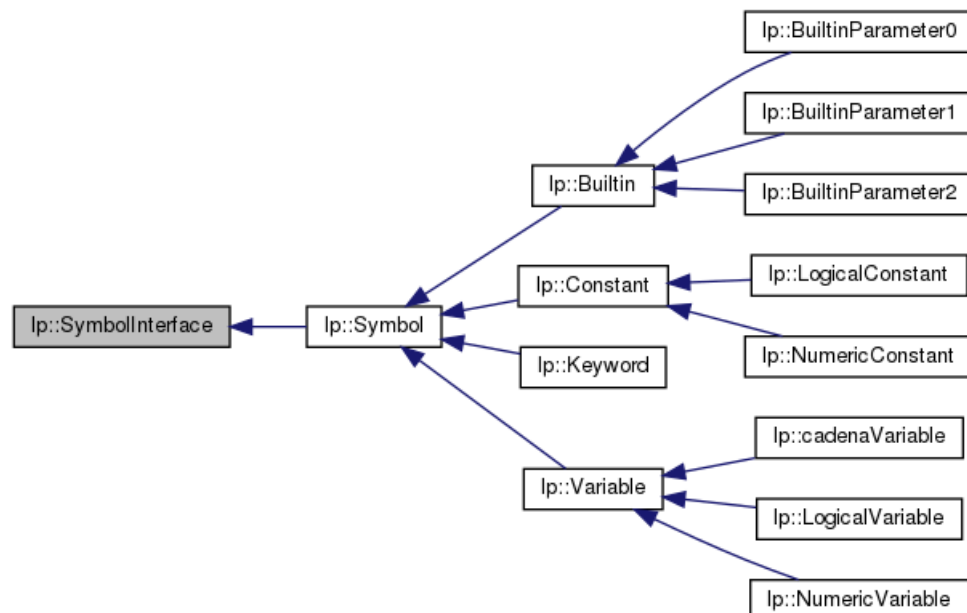 lp::BuiltinParameter0
lp::BuiltinParameter1
lp::Builtin
lp::BuiltinParameter2
lp::LogicalConstant
lp::Constant
lp::SymbolInterface
lp::Symbol
lp::NumericConstant
lp::Keyword
lp::cadenaVariable
lp::Variable
lp::LogicalVariable
lp::NumericVariable